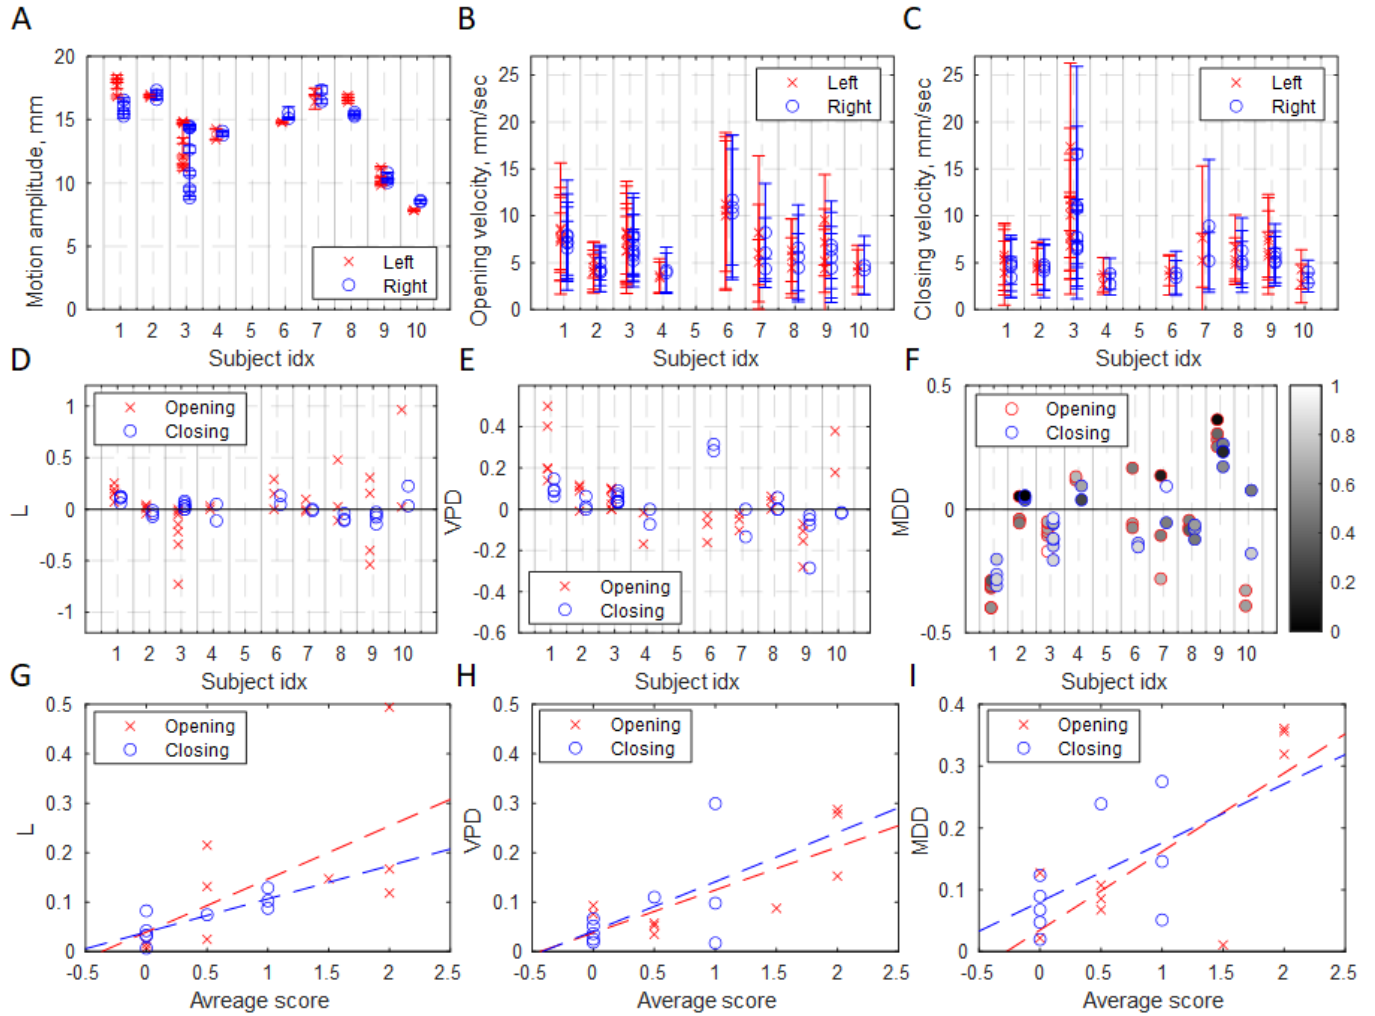 A
B
C
20
15
10
5
0
Motion amplitude, mm
Left
Right
1 2 3 4 5 6 7 8 9 10
Subject idx
25
20
15
10
5
0
Opening velocity, mm/sec
Left
Right
1 2 3 4 5 6 7 8 9 10
25
20
15
10
5
0
Closing velocity, mm/sec
Left
Right
1 2 3 4 5 6 7 8 9 10
Subject idx
D
E
F
1
0.5
0
-0.5
-1
L
Opening
Closing
1 2 3 4 5 6 7 8 9 10
Subject idx
0.4
0.2
0
-0.2
-0.4
-0.6
VPD
Opening
Closing
1 2 3 4 5 6 7 8 9 10
Subject idx
0.5
0
-0.5
MDD
Opening
Closing
1 2 3 4 5 6 7 8 9 10
Subject idx
1
0.8
0.6
0.4
0.2
0
G
H
I
0.5
0.4
0.3
0.2
0.1
0
L
Opening
Closing
-0.5 0 0.5 1 1.5 2 2.5
Avreage score
0.5
0.4
0.3
0.2
0.1
0
VPD
Opening
Closing
-0.5 0 0.5 1 1.5 2 2.5
Average score
0.4
0.3
0.2
0.1
0
MDD
Opening
Closing
-0.5 0 0.5 1 1.5 2 2.5
Average score